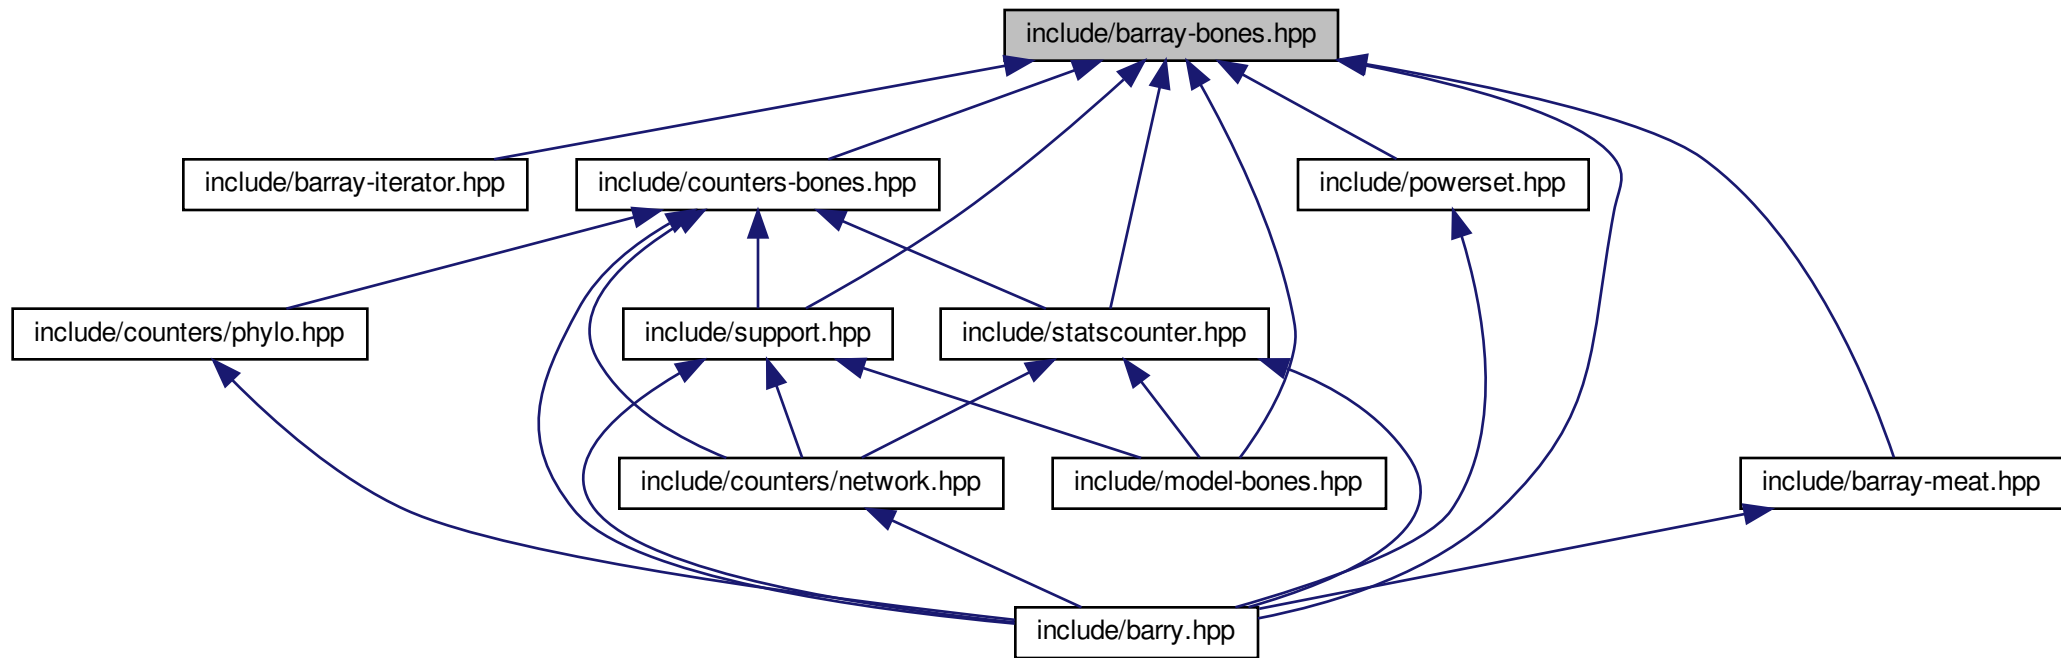 include/barray-bones.hpp
include/barray-iterator.hpp
include/counters-bones.hpp
include/powerset.hpp
include/counters/phylo.hpp
include/support.hpp
include/statscounter.hpp
include/counters/network.hpp
include/model-bones.hpp
include/barray-meat.hpp
include/barry.hpp